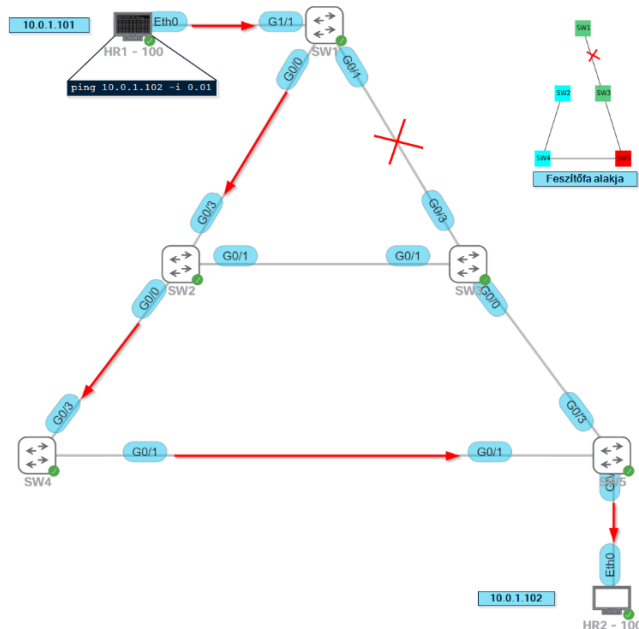 10.0.1.101
Eth0
G1/1
HR1 - 100
SW1
ping 10.0.1.102 -i 0.01
G0/0
G0/1
SW1
SW2
SW3
SW4
Feszítőfa alakja
G0/3
G0/3
G0/1
G0/1
SW2
SW3
G0/0
G0/0
G0/3
G0/3
G0/1
G0/1
SW4
SW5
Eth0
10.0.1.102
HR2 - 100